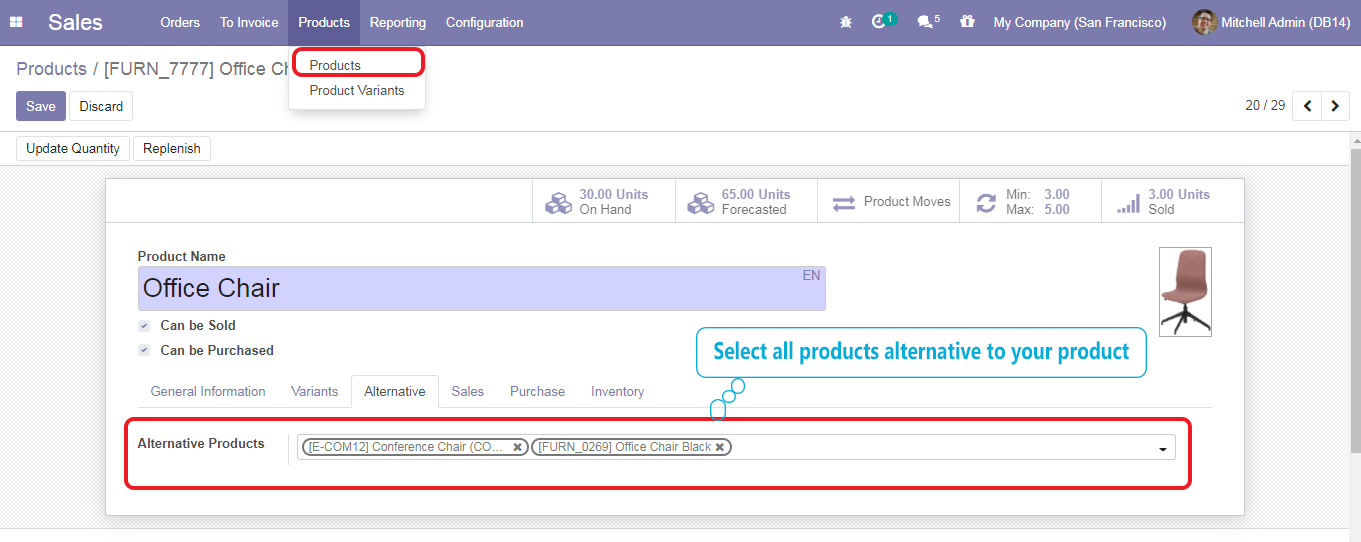 Sales
Orders
To Invoice
Products
Reporting
Configuration
1
5
My Company (San Francisco)
Mitchell Admin (DB14)
Products / [FURN_7777] Office Ch
Products
Product Variants
Save
Discard
20 / 29
Update Quantity
Replenish
30.00 Units
On Hand
65.00 Units
Forecasted
Product Moves
Min: 3.00
Max: 5.00
3.00 Units
Sold
Product Name
Office Chair
EN
Can be Sold
Can be Purchased
Select all products alternative to your product
General Information
Variants
Alternative
Sales
Purchase
Inventory
Alternative Products
[E-COM12] Conference Chair (CO...
[FURN_0269] Office Chair Black